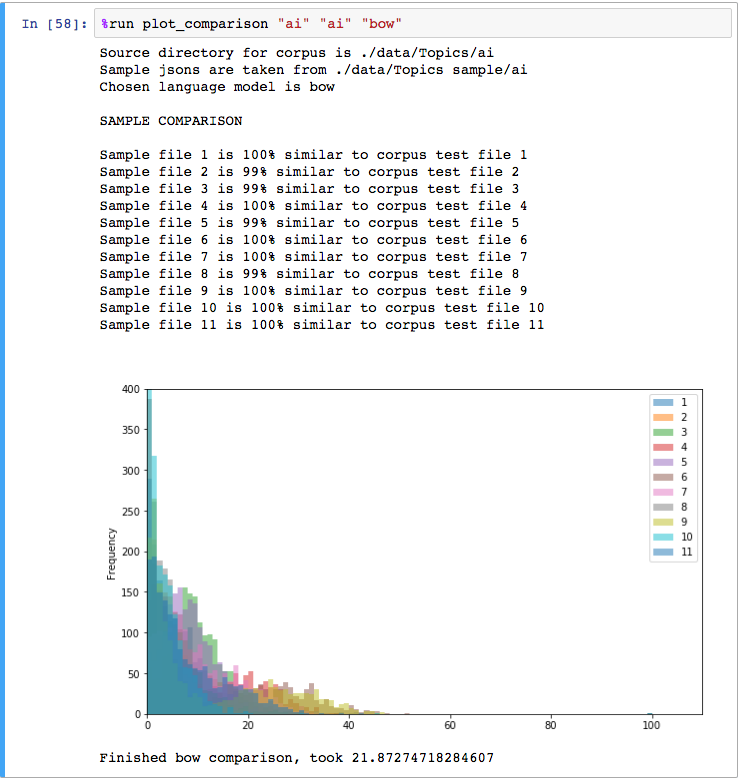 In [58]: %run plot_comparison "ai" "ai" "bow"
Source directory for corpus is ./data/Topics/ai
Sample jsons are taken from ./data/Topics sample/ai
Chosen language model is bow
SAMPLE COMPARISON
Sample file 1 is 100% similar to corpus test file 1
Sample file 2 is 99% similar to corpus test file 2
Sample file 3 is 99% similar to corpus test file 3
Sample file 4 is 100% similar to corpus test file 4
Sample file 5 is 99% similar to corpus test file 5
Sample file 6 is 100% similar to corpus test file 6
Sample file 7 is 100% similar to corpus test file 7
Sample file 8 is 99% similar to corpus test file 8
Sample file 9 is 100% similar to corpus test file 9
Sample file 10 is 100% similar to corpus test file 10
Sample file 11 is 100% similar to corpus test file 11
400
350
300
250
200
150
100
50
0
Frequency
0 20 40 60 80 100
1
2
3
4
5
6
7
8
9
10
11
Finished bow comparison, took 21.87274718284607